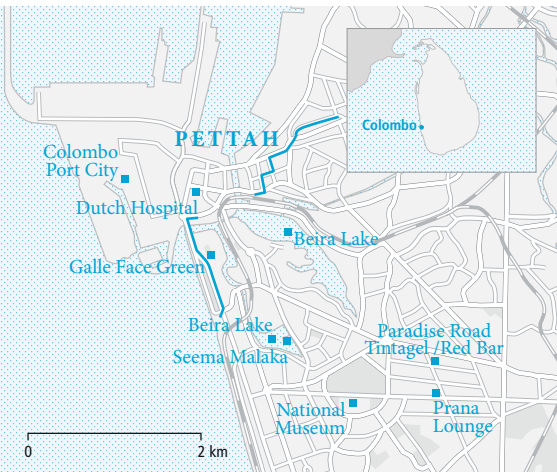 Colombo
PETTAH
Colombo
Port City
Dutch Hospital
Beira Lake
Galle Face Green
Beira Lake
Seema Malaka
Paradise Road
Tintagel /Red Bar
National
Museum
Prana
Lounge
0
2 km